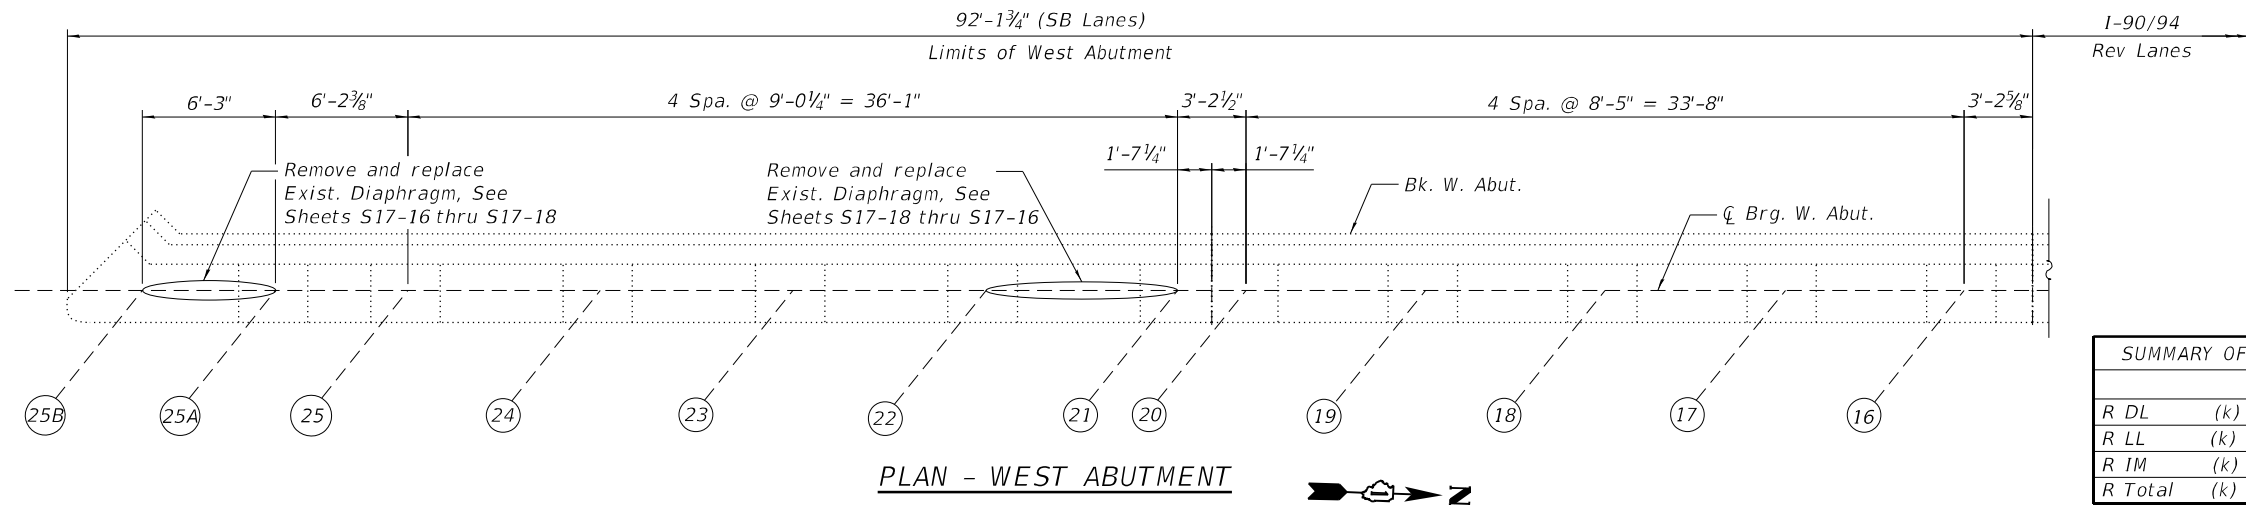 92'-1¾" (SB Lanes)
Limits of West Abutment
I-90/94
Rev Lanes
6'-3"
6'-2⅜"
4 Spa. @ 9'-0¼" = 36'-1"
3'-2½"
4 Spa. @ 8'-5" = 33'-8"
3'-2⅝"
1'-7¼"
1'-7¼"
Remove and replace
Exist. Diaphragm, See
Sheets S17-16 thru S17-18
Remove and replace
Exist. Diaphragm, See
Sheets S17-18 thru S17-16
Bk. W. Abut.
℄ Brg. W. Abut.
25B
25A
25
24
23
22
21
20
19
18
17
16
PLAN - WEST ABUTMENT
N
SUMMARY OF
R DL (k)
R LL (k)
R IM (k)
R Total (k)